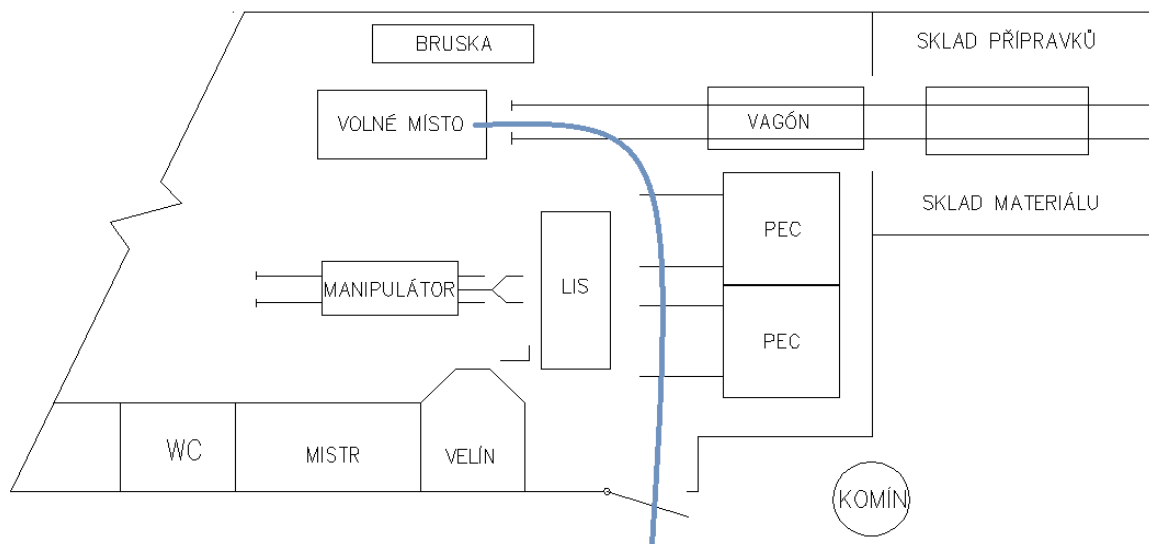 BRUSKA
SKLAD PŘÍPRAVKŮ
VOLNÉ MÍSTO
VAGÓN
SKLAD MATERIÁLU
PEC
MANIPULÁTOR
LIS
PEC
WC
MISTR
VELÍN
KOMÍN